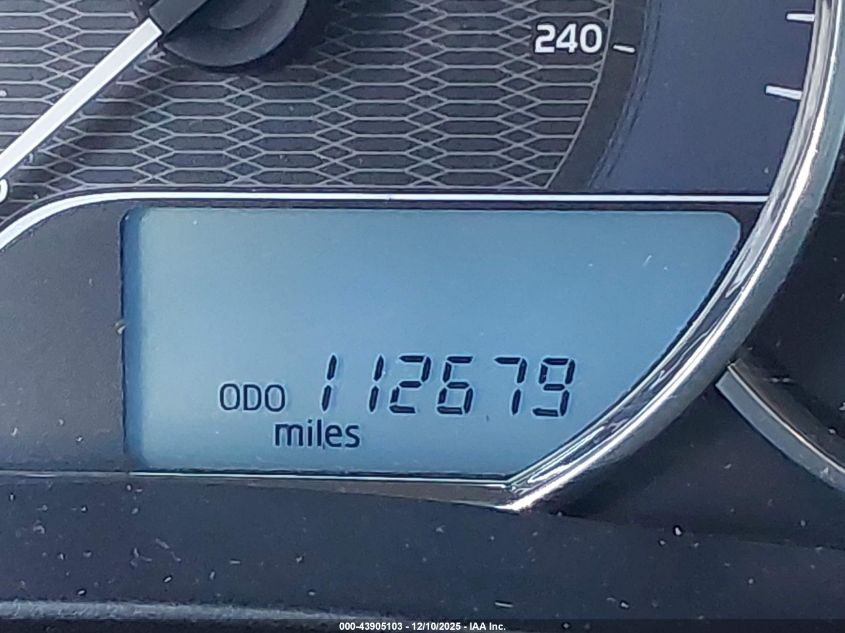 240
ODO 112679
miles
000-43905103 - 12/10/2025 - IAA Inc.